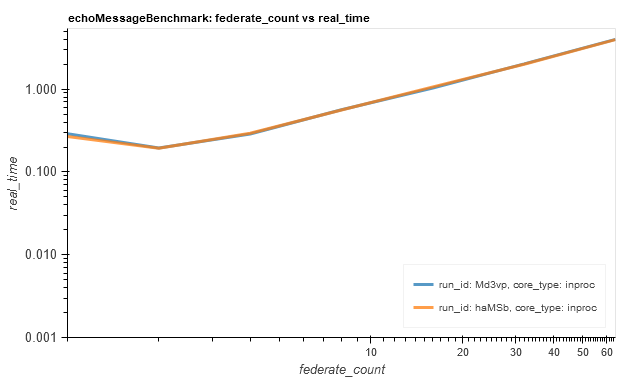 echoMessageBenchmark: federate_count vs real_time
1.000
0.100
0.010
0.001
real_time
run_id: Md3vp, core_type: inproc
run_id: haMSb, core_type: inproc
10 20 30 40 50 60
federate_count